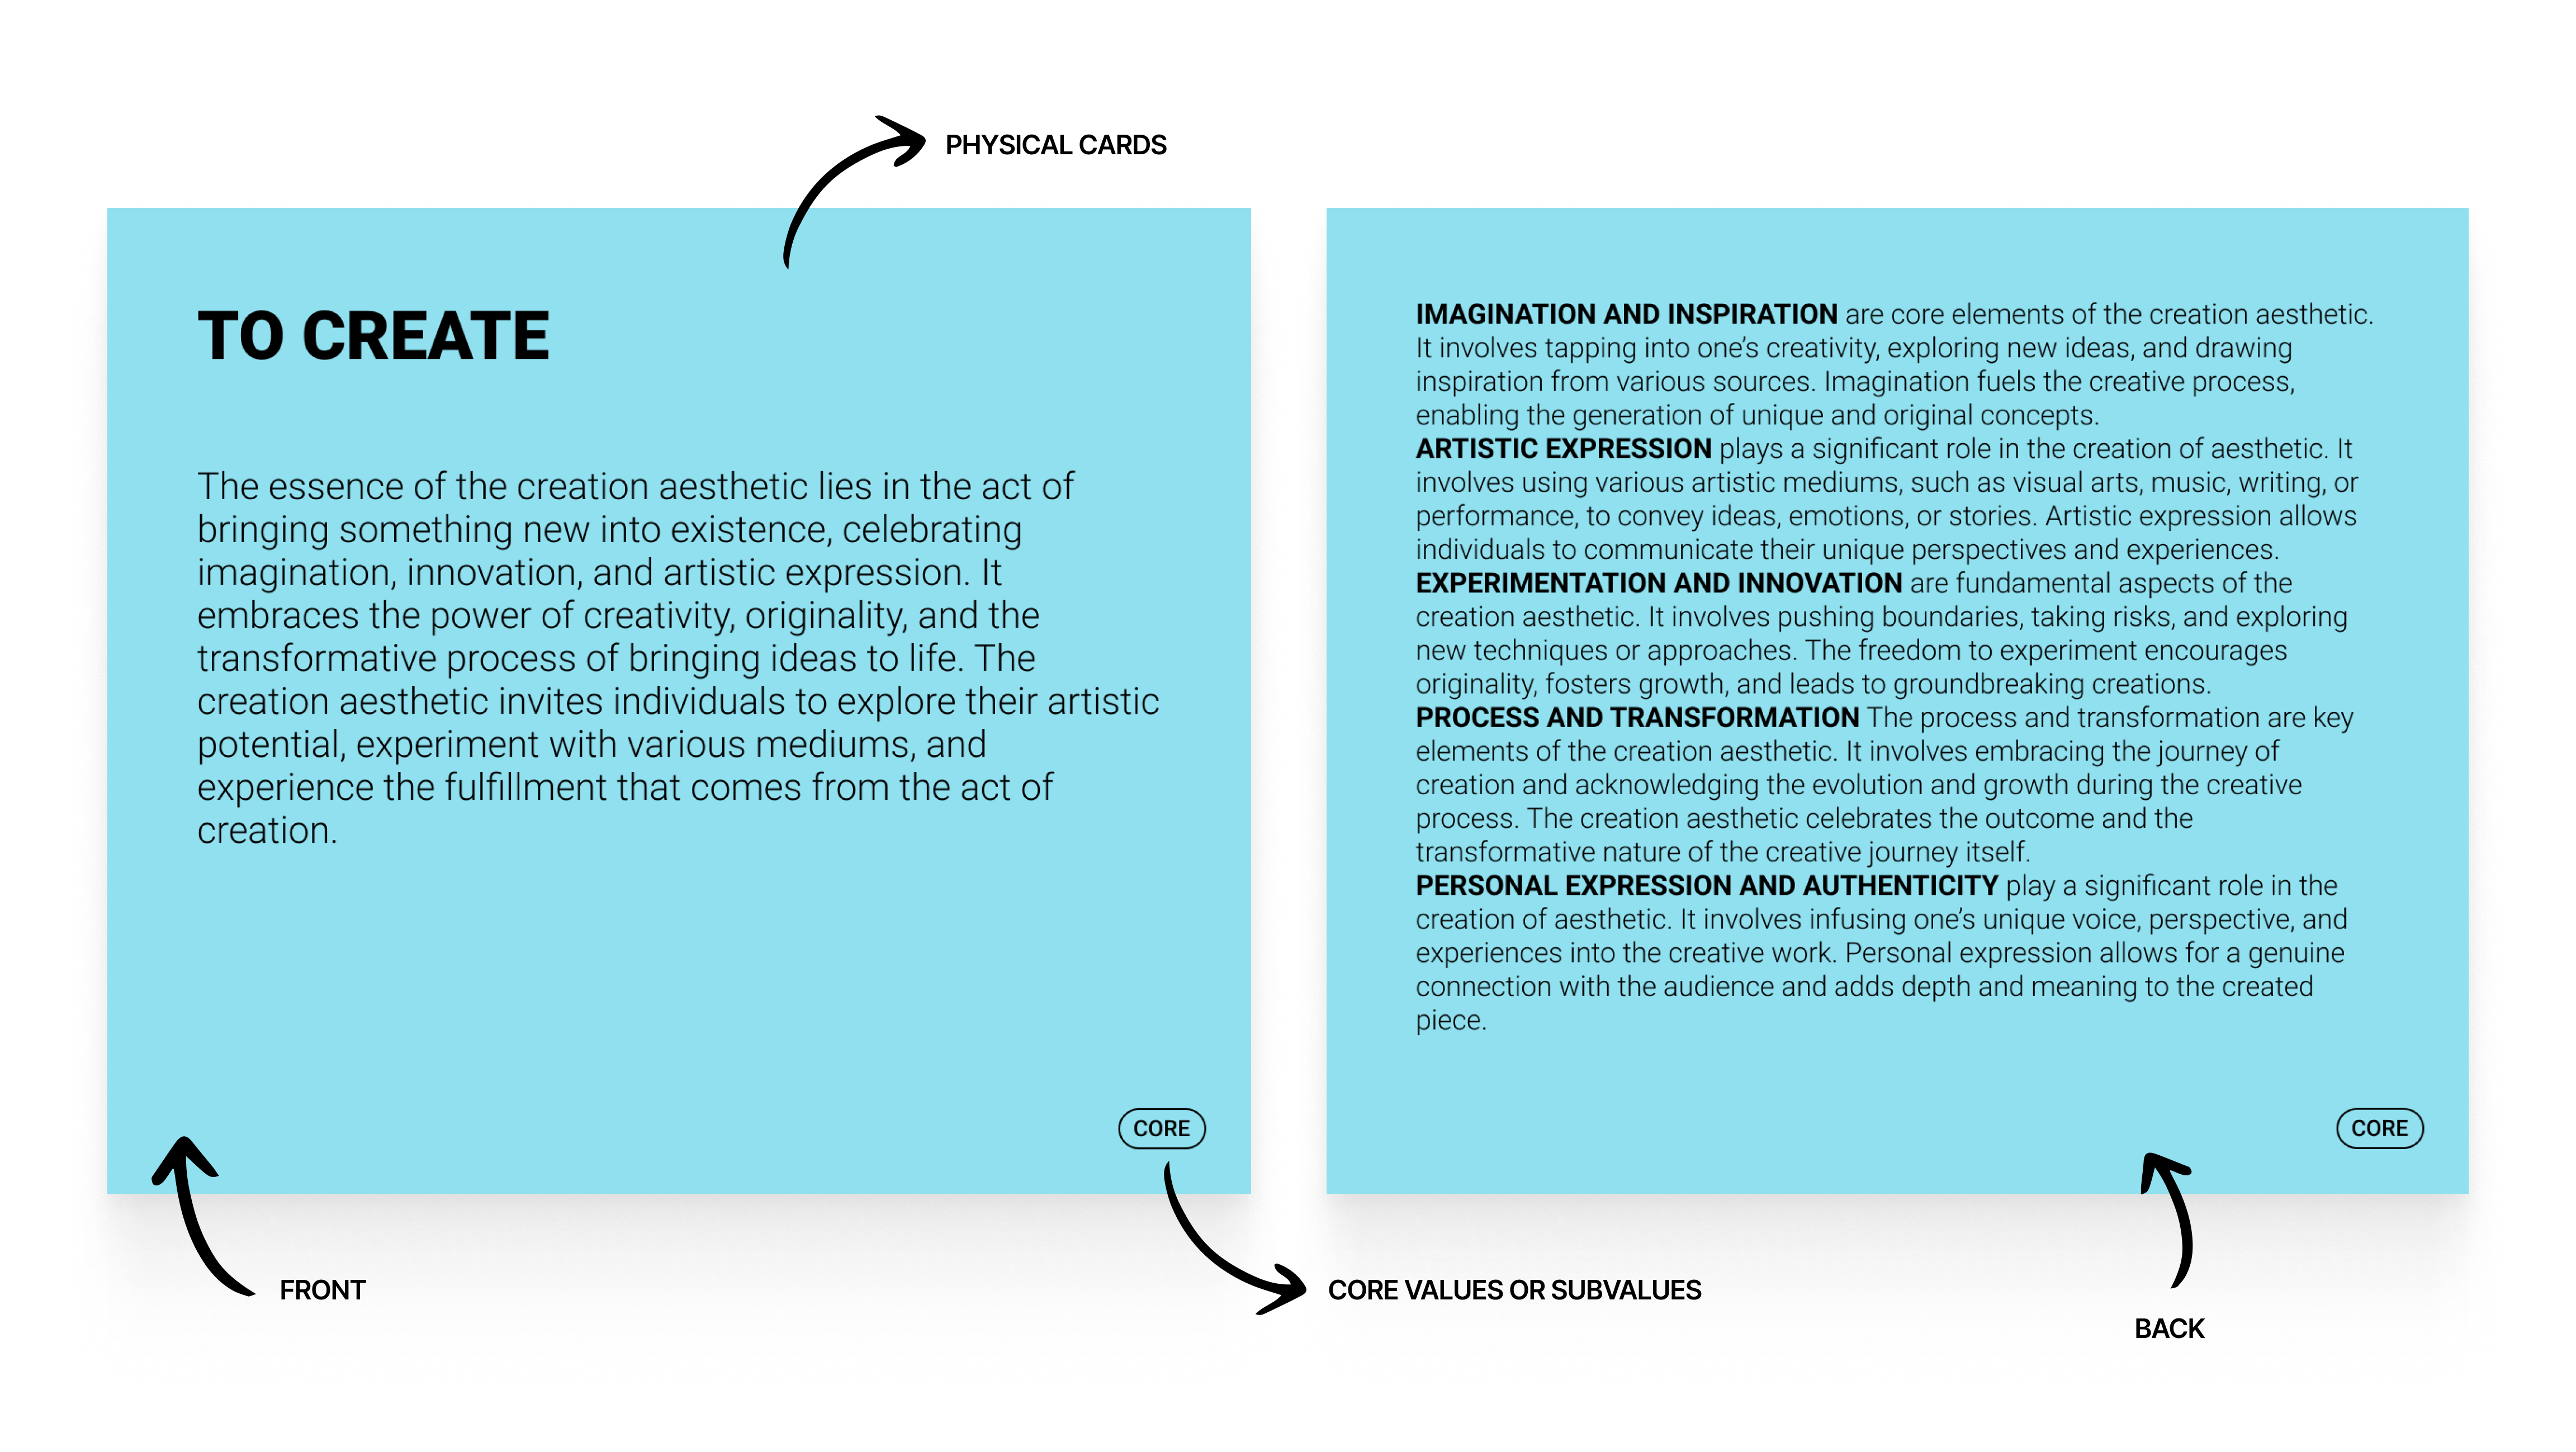 PHYSICAL CARDS
TO CREATE
The essence of the creation aesthetic lies in the act of
bringing something new into existence, celebrating
imagination, innovation, and artistic expression. It
embraces the power of creativity, originality, and the
transformative process of bringing ideas to life. The
creation aesthetic invites individuals to explore their artistic
potential, experiment with various mediums, and
experience the fulfillment that comes from the act of
creation.
CORE
FRONT
CORE VALUES OR SUBVALUES
IMAGINATION AND INSPIRATION are core elements of the creation aesthetic.
It involves tapping into one’s creativity, exploring new ideas, and drawing
inspiration from various sources. Imagination fuels the creative process,
enabling the generation of unique and original concepts.
ARTISTIC EXPRESSION plays a significant role in the creation of aesthetic. It
involves using various artistic mediums, such as visual arts, music, writing, or
performance, to convey ideas, emotions, or stories. Artistic expression allows
individuals to communicate their unique perspectives and experiences.
EXPERIMENTATION AND INNOVATION are fundamental aspects of the
creation aesthetic. It involves pushing boundaries, taking risks, and exploring
new techniques or approaches. The freedom to experiment encourages
originality, fosters growth, and leads to groundbreaking creations.
PROCESS AND TRANSFORMATION The process and transformation are key
elements of the creation aesthetic. It involves embracing the journey of
creation and acknowledging the evolution and growth during the creative
process. The creation aesthetic celebrates the outcome and the
transformative nature of the creative journey itself.
PERSONAL EXPRESSION AND AUTHENTICITY play a significant role in the
creation of aesthetic. It involves infusing one’s unique voice, perspective, and
experiences into the creative work. Personal expression allows for a genuine
connection with the audience and adds depth and meaning to the created
piece.
CORE
BACK